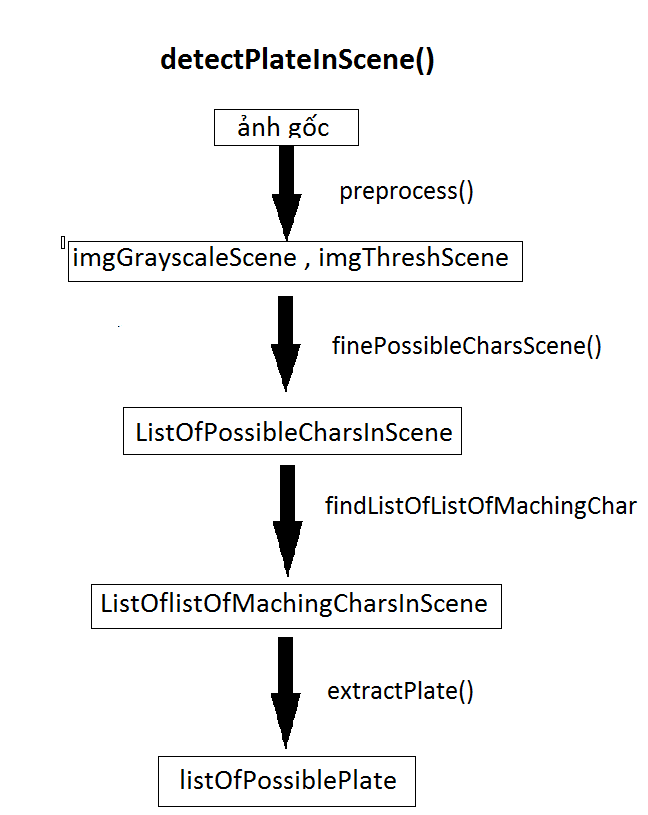 detectPlateInScene()
ảnh gốc
preprocess()
imgGrayscaleScene , imgThreshScene
finePossibleCharsScene()
ListOfPossibleCharsInScene
findListOfListOfMachingChar
ListOflistOfMachingCharsInScene
extractPlate()
listOfPossiblePlate